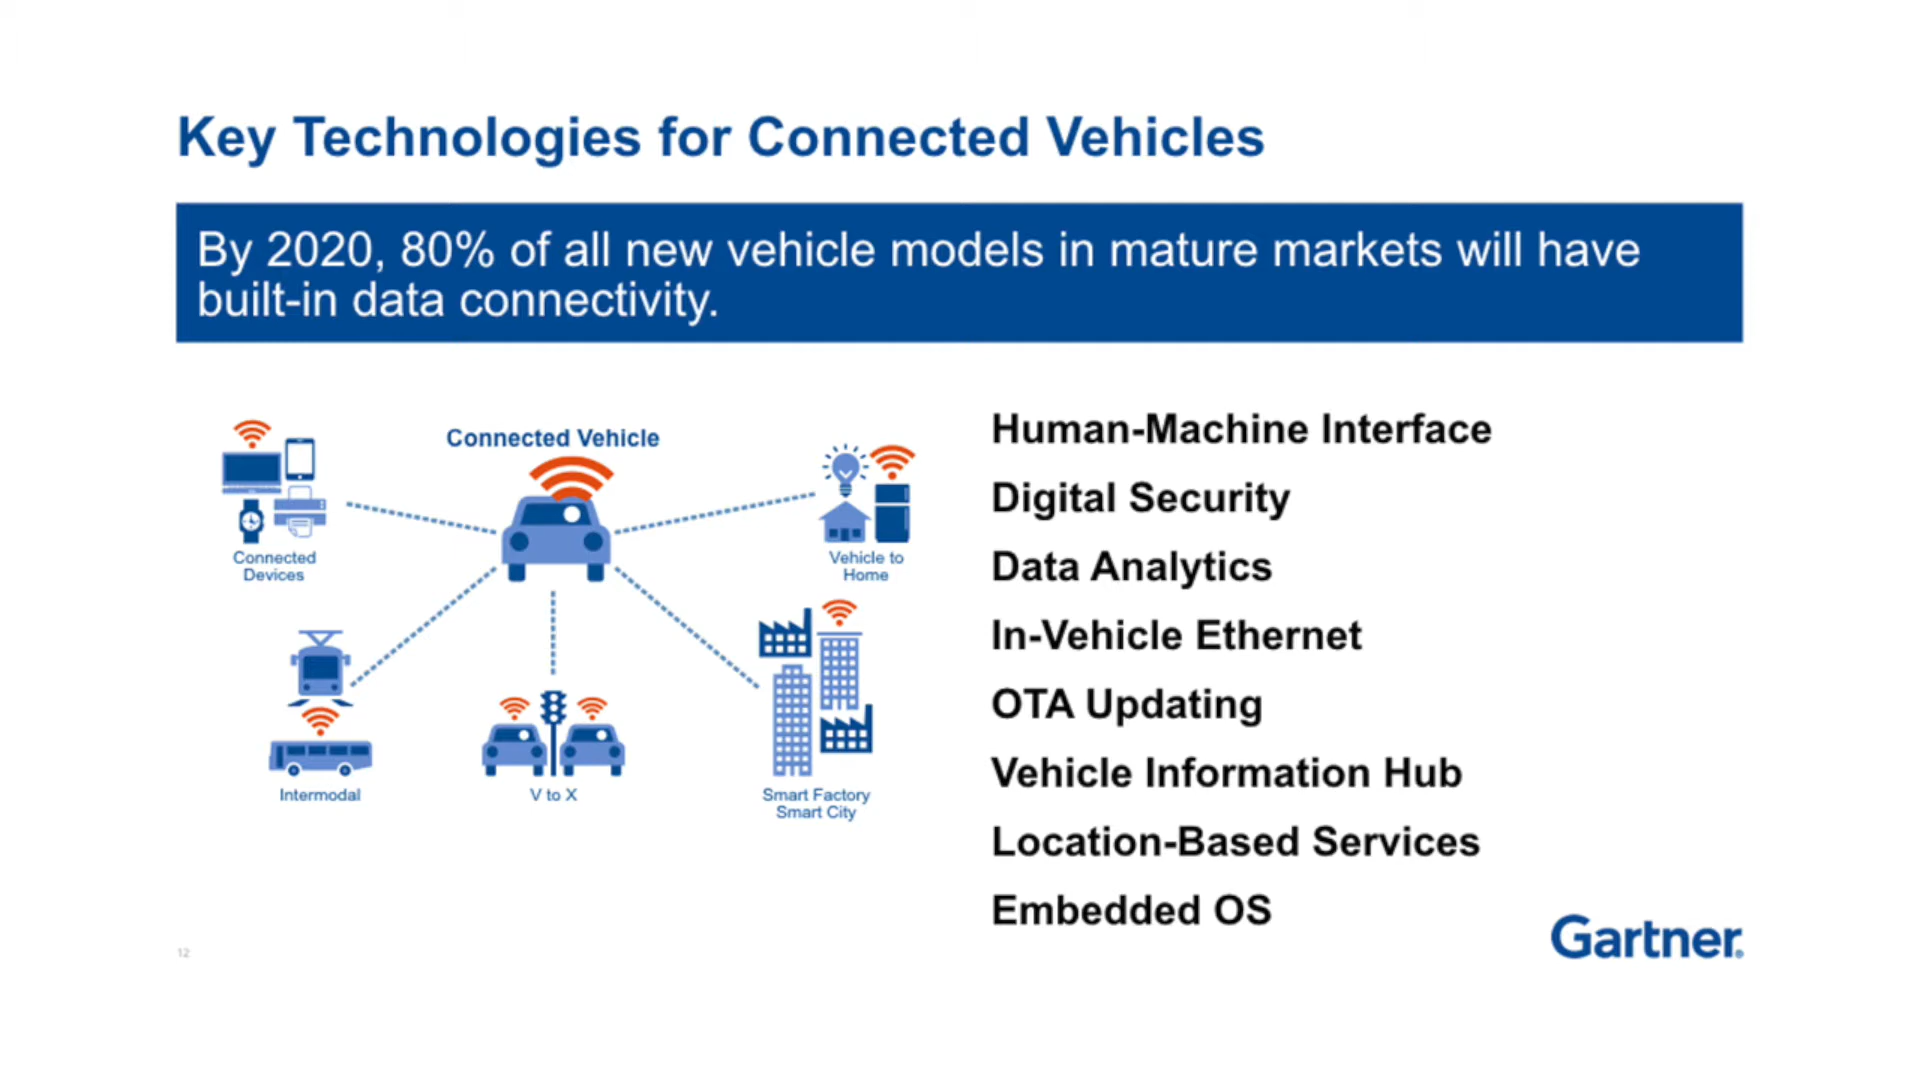 Key Technologies for Connected Vehicles
By 2020, 80% of all new vehicle models in mature markets will have
built-in data connectivity.
Connected Vehicle
Connected
Devices
Vehicle to
Home
Intermodal
V to X
Smart Factory
Smart City
Human-Machine Interface
Digital Security
Data Analytics
In-Vehicle Ethernet
OTA Updating
Vehicle Information Hub
Location-Based Services
Embedded OS
12
Gartner®